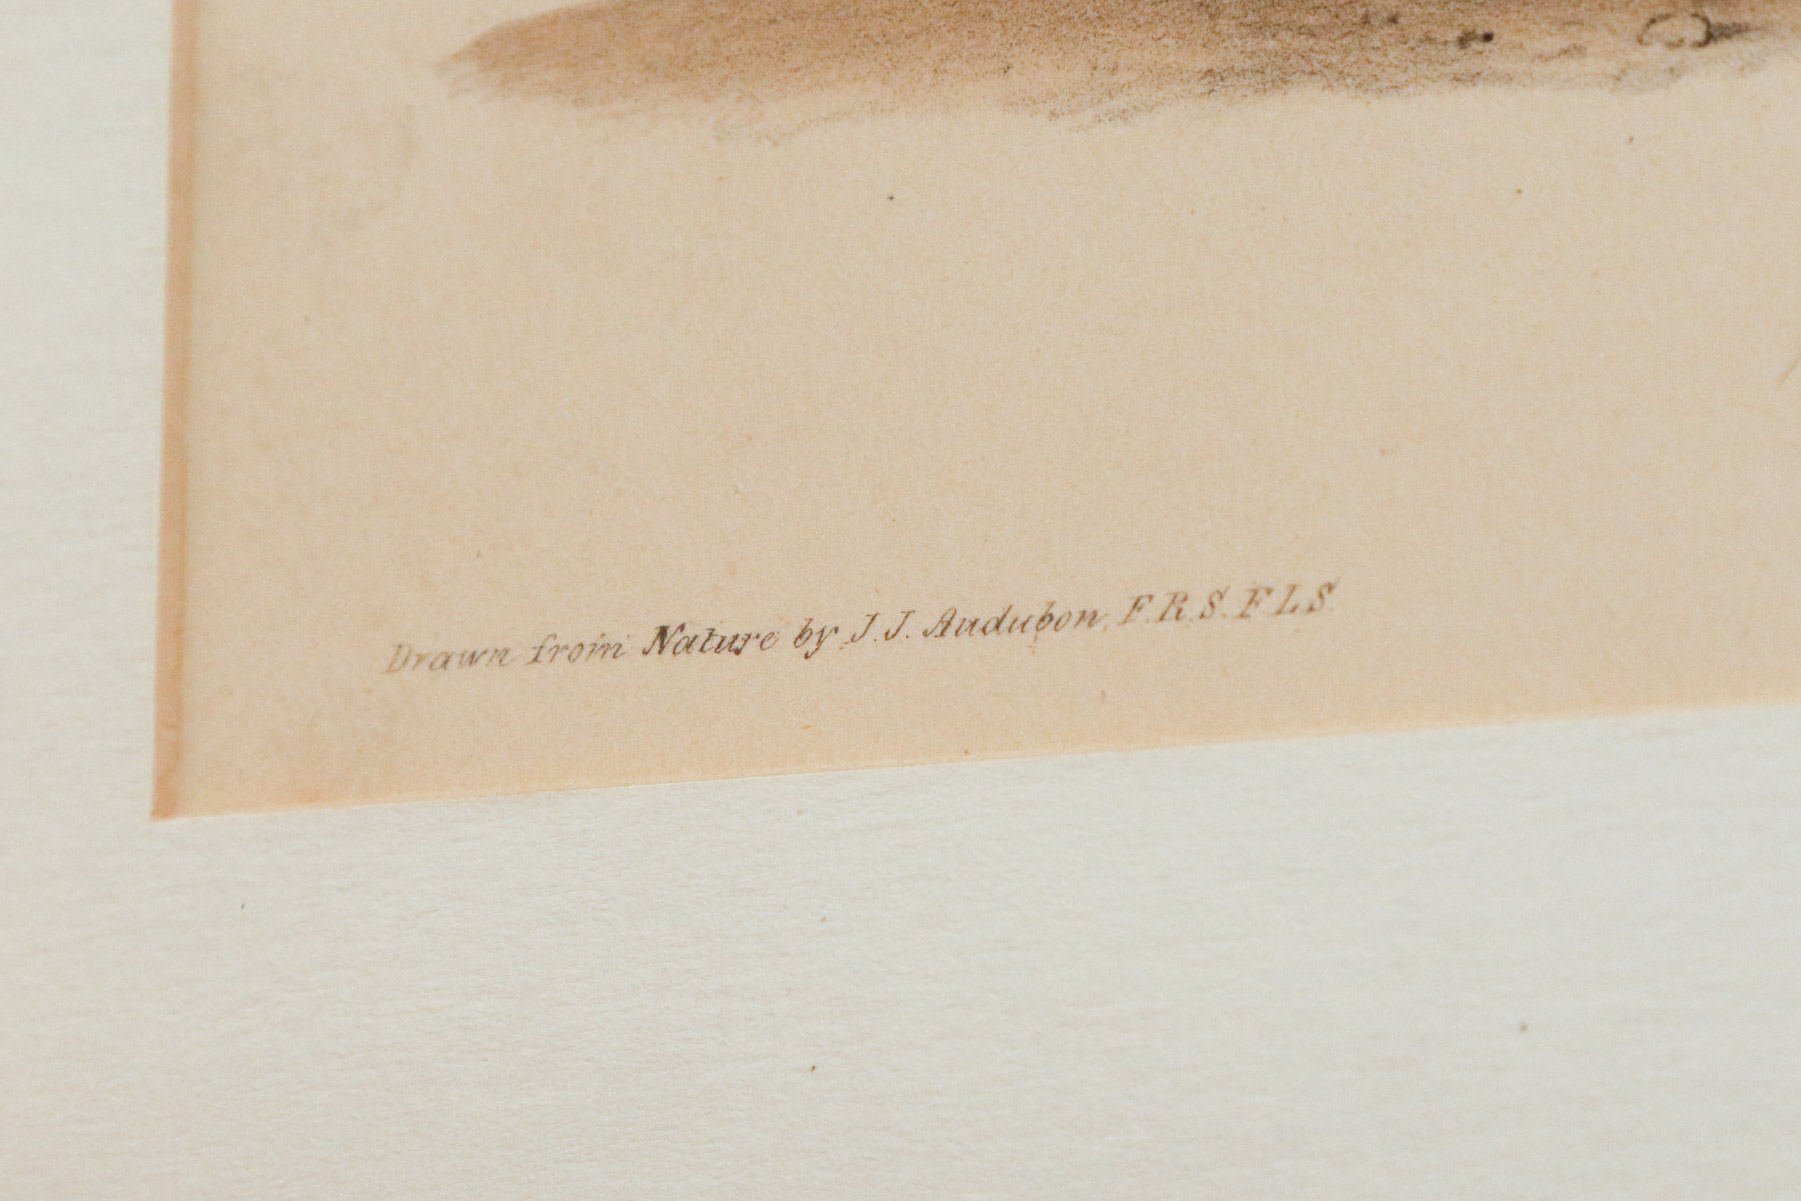 Drawn from Nature by J. J. Audubon, F. R. S. F L S